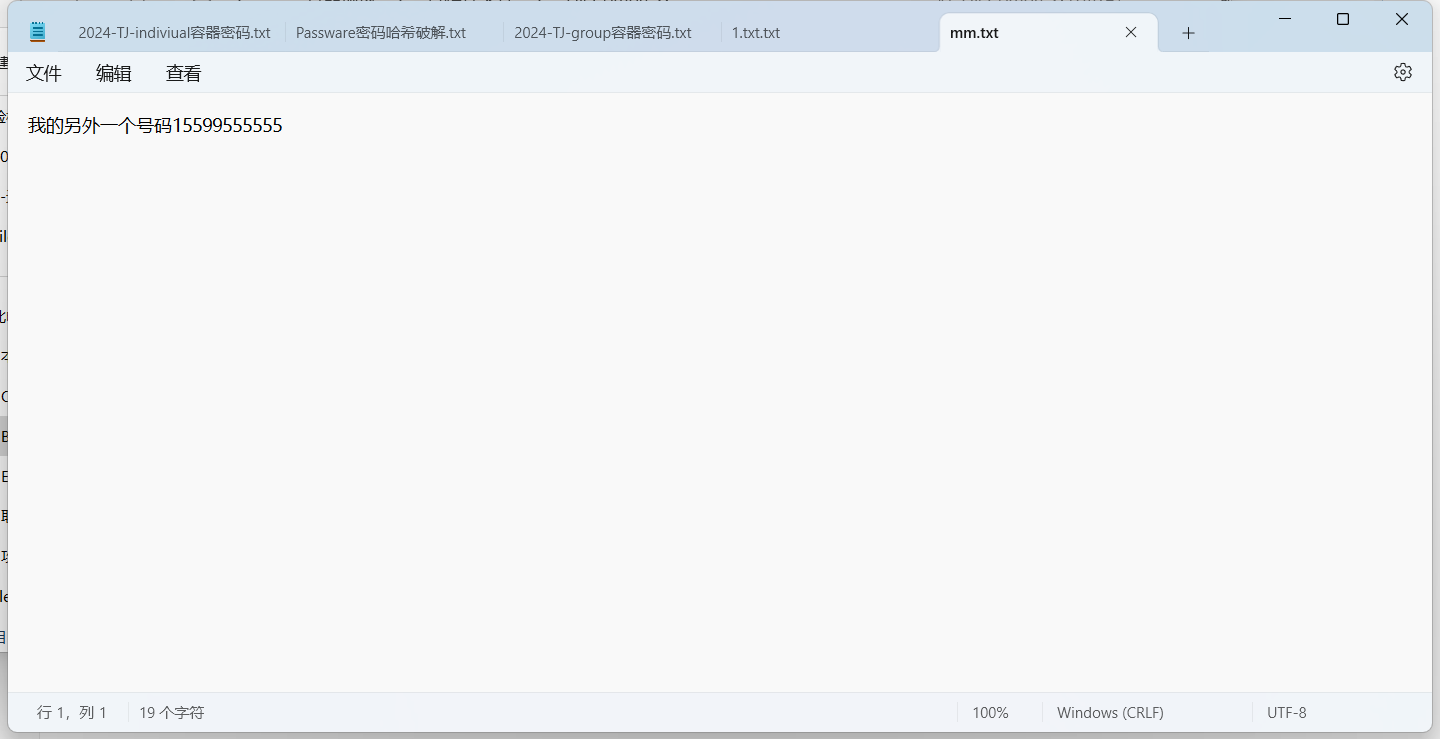 2024-TJ-indiviual容器密码.txt Passware密码哈希破解.txt 2024-TJ-group容器密码.txt 1.txt.txt mm.txt
文件 编辑 查看
我的另外一个号码15599555555
行 1，列 1 19 个字符 100% Windows (CRLF) UTF-8